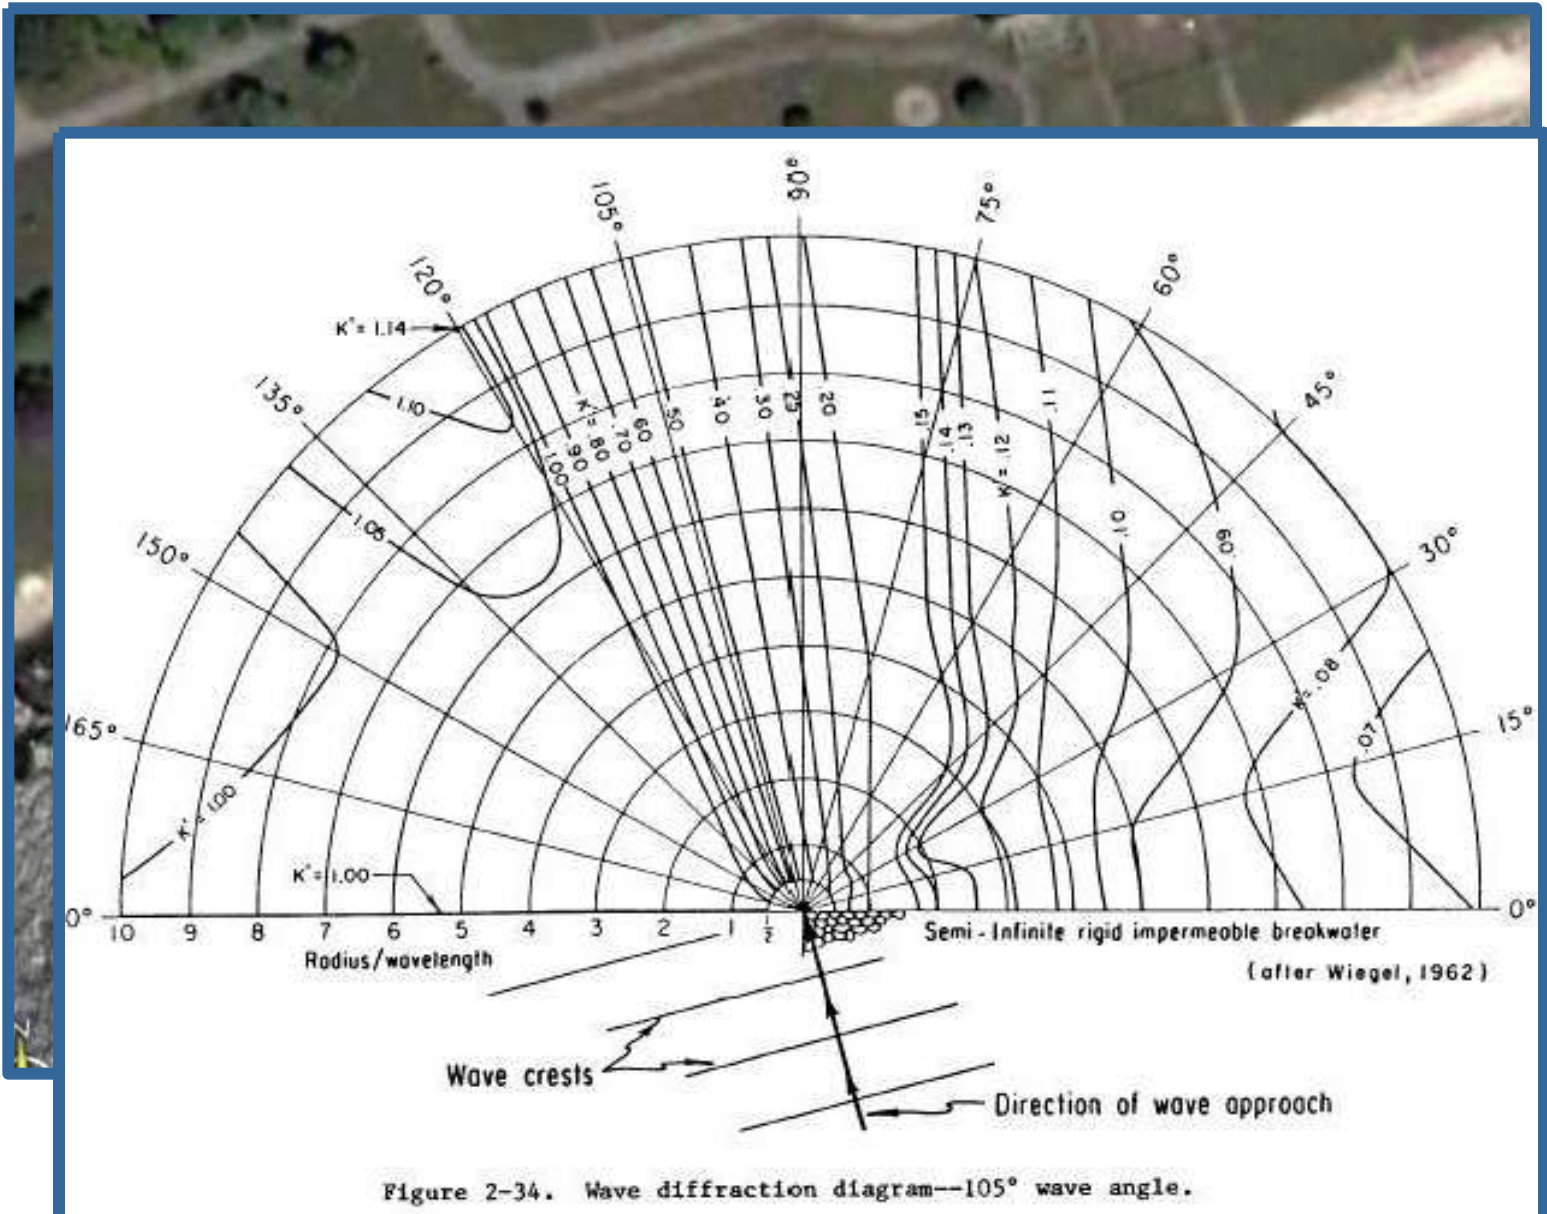 90°
105°
75°
120°
60°
K' = 1.14
135°
1.10
45°
K' = .80
.90
1.00
.70
.60
.50
.40
.30
.25
.20
.15
.14
.13
K' = .12
.11
.10
.09
150°
1.05
30°
165°
K' = 1.00
K' = .08
.07
15°
K' = 1.00
0°
10 9 8 7 6 5 4 3 2 1 1/2
0°
Radius/wavelength
Semi-Infinite rigid impermeable breakwater
(after Wiegel, 1962)
Wave crests
Direction of wave approach
Figure 2-34. Wave diffraction diagram--105° wave angle.